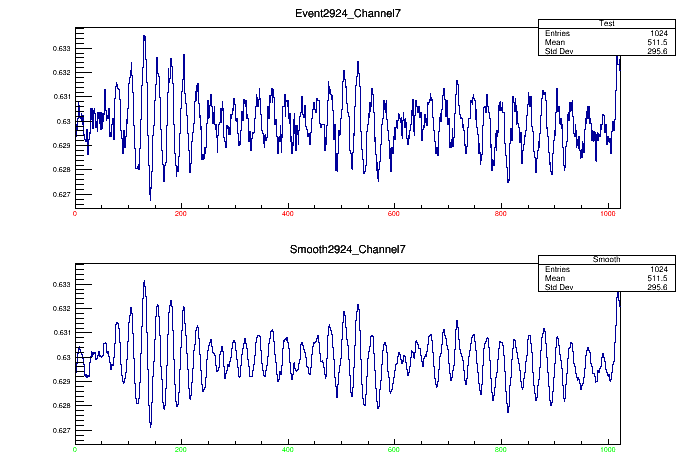 Event2924_Channel7
Test
Entries 1024
Mean 511.5
Std Dev 295.6
0.633
0.632
0.631
0.63
0.629
0.628
0.627
0 200 400 600 800 1000
Smooth2924_Channel7
Smooth
Entries 1024
Mean 511.5
Std Dev 295.6
0.633
0.632
0.631
0.63
0.629
0.628
0.627
0 200 400 600 800 1000